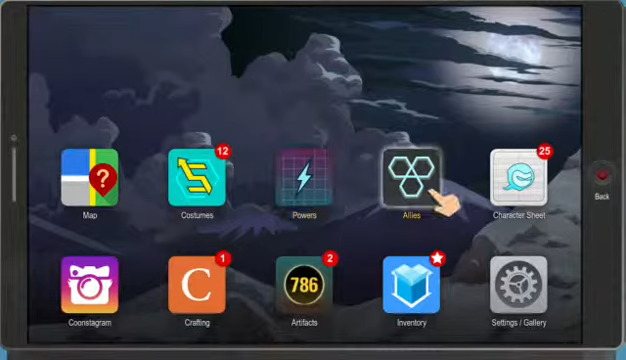 12
25
?
Map
Costumes
Powers
Allies
Character Sheet
Back
1
2
C
786
Coonstagram
Crafting
Artifacts
Inventory
Settings / Gallery